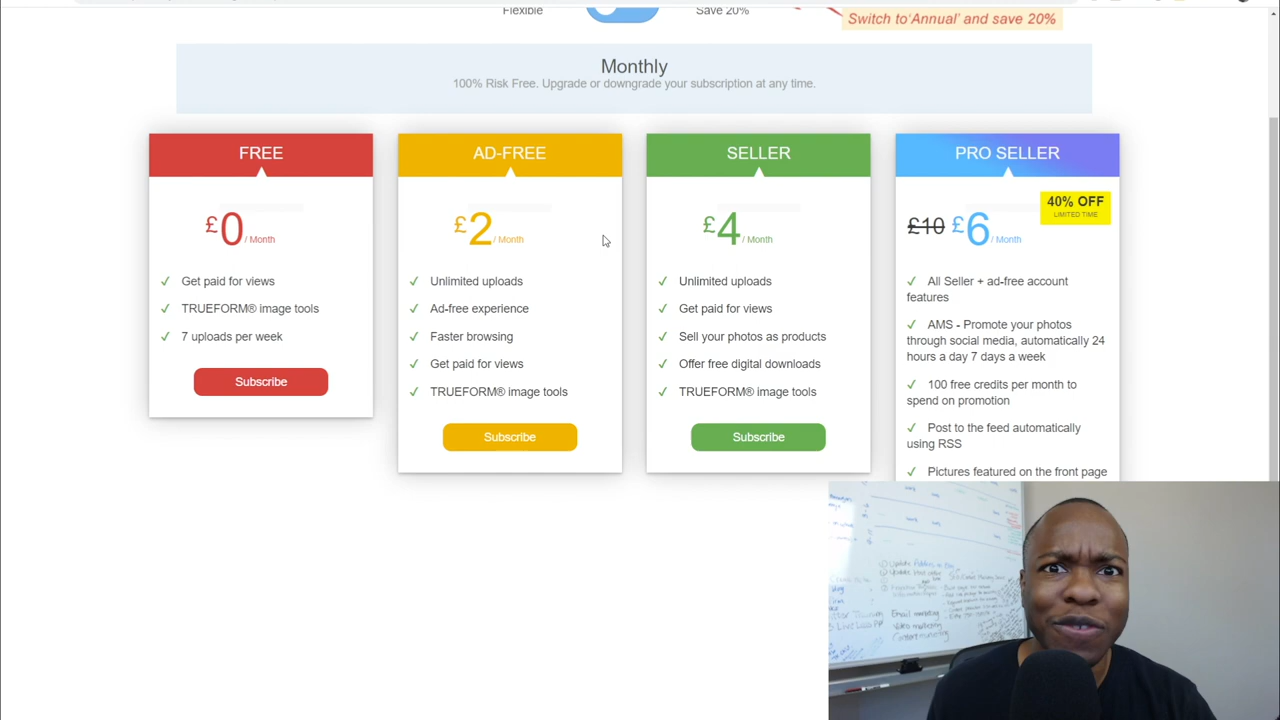 Flexible
Save 20%
Switch to 'Annual' and save 20%
Monthly
100% Risk Free. Upgrade or downgrade your subscription at any time.
FREE
£0 / Month
✓ Get paid for views
✓ TRUEFORM® image tools
✓ 7 uploads per week
Subscribe
AD-FREE
£2 / Month
✓ Unlimited uploads
✓ Ad-free experience
✓ Faster browsing
✓ Get paid for views
✓ TRUEFORM® image tools
Subscribe
SELLER
£4 / Month
✓ Unlimited uploads
✓ Get paid for views
✓ Sell your photos as products
✓ Offer free digital downloads
✓ TRUEFORM® image tools
Subscribe
PRO SELLER
40% OFF
LIMITED TIME
£10 £6 / Month
✓ All Seller + ad-free account
features
✓ AMS - Promote your photos
through social media, automatically 24
hours a day 7 days a week
✓ 100 free credits per month to
spend on promotion
✓ Post to the feed automatically
using RSS
✓ Pictures featured on the front page
Email marketing
Video marketing
Content marketing